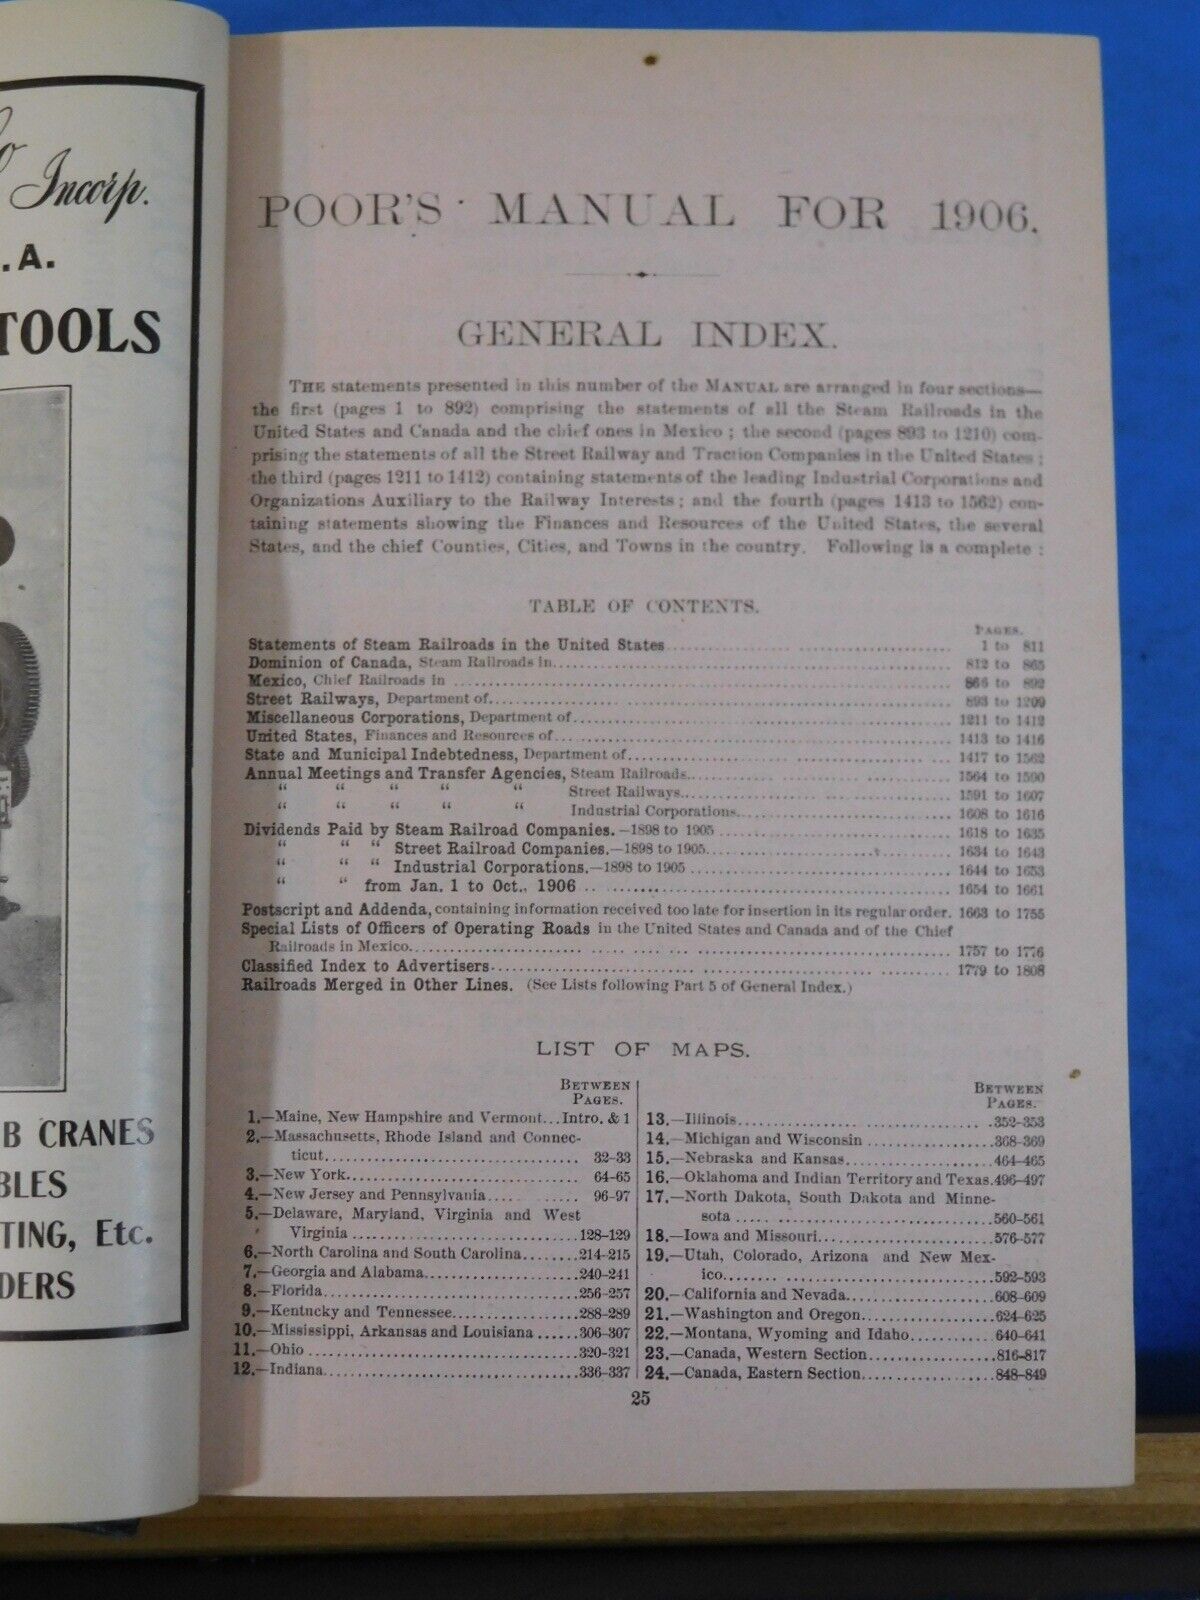 Incorp.
.A.
TOOLS
B CRANES
BLES
TING, Etc.
DERS
POOR'S MANUAL FOR 1906.
GENERAL INDEX.
THE statements presented in this number of the MANUAL are arranged in four sections—
the first (pages 1 to 892) comprising the statements of all the Steam Railroads in the
United States and Canada and the chief ones in Mexico; the second (pages 893 to 1210) com-
prising the statements of all the Street Railway and Traction Companies in the United States;
the third (pages 1211 to 1412) containing statements of the leading Industrial Corporations and
Organizations Auxiliary to the Railway Interests; and the fourth (pages 1413 to 1562) con-
taining statements showing the Finances and Resources of the United States, the several
States, and the chief Counties, Cities, and Towns in the country. Following is a complete:
TABLE OF CONTENTS.
PAGES.
Statements of Steam Railroads in the United States 1 to 811
Dominion of Canada, Steam Railroads in 812 to 865
Mexico, Chief Railroads in 866 to 892
Street Railways, Department of 893 to 1209
Miscellaneous Corporations, Department of 1211 to 1412
United States, Finances and Resources of 1413 to 1416
State and Municipal Indebtedness, Department of 1417 to 1562
Annual Meetings and Transfer Agencies, Steam Railroads 1564 to 1590
" " " " " Street Railways 1591 to 1607
" " " " " Industrial Corporations 1608 to 1616
Dividends Paid by Steam Railroad Companies.—1898 to 1905 1618 to 1635
" " " Street Railroad Companies.—1898 to 1905 1634 to 1643
" " " Industrial Corporations.—1898 to 1905 1644 to 1653
" " from Jan. 1 to Oct., 1906 1654 to 1661
Postscript and Addenda, containing information received too late for insertion in its regular order. 1663 to 1755
Special Lists of Officers of Operating Roads in the United States and Canada and of the Chief
Railroads in Mexico 1757 to 1776
Classified Index to Advertisers 1779 to 1808
Railroads Merged in Other Lines. (See Lists following Part 5 of General Index.)
LIST OF MAPS.
BETWEEN
PAGES.
1.—Maine, New Hampshire and Vermont...Intro. & 1
2.—Massachusetts, Rhode Island and Connec-
ticut 32-33
3.—New York 64-65
4.—New Jersey and Pennsylvania 96-97
5.—Delaware, Maryland, Virginia and West
Virginia 128-129
6.—North Carolina and South Carolina 214-215
7.—Georgia and Alabama 240-241
8.—Florida 256-257
9.—Kentucky and Tennessee 288-289
10.—Mississippi, Arkansas and Louisiana 306-307
11.—Ohio 320-321
12.—Indiana 336-337
BETWEEN
PAGES.
13.—Illinois 352-353
14.—Michigan and Wisconsin 368-369
15.—Nebraska and Kansas 464-465
16.—Oklahoma and Indian Territory and Texas.496-497
17.—North Dakota, South Dakota and Minne-
sota 560-561
18.—Iowa and Missouri 576-577
19.—Utah, Colorado, Arizona and New Mex-
ico 592-593
20.—California and Nevada 608-609
21.—Washington and Oregon 624-625
22.—Montana, Wyoming and Idaho 640-641
23.—Canada, Western Section 816-817
24.—Canada, Eastern Section 848-849
25